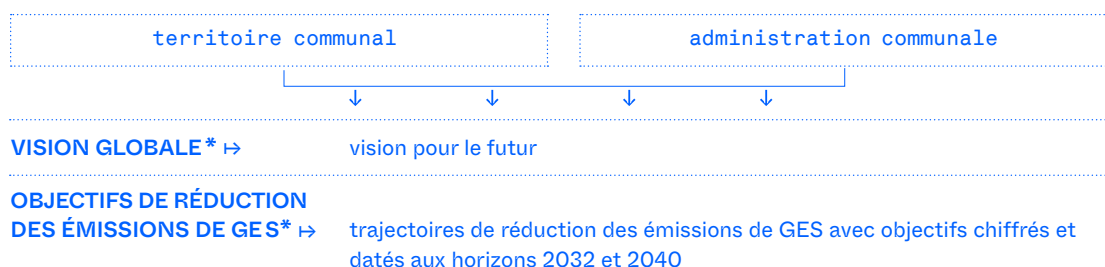 territoire communal
administration communale
VISION GLOBALE* ↦ vision pour le futur
OBJECTIFS DE RÉDUCTION
DES ÉMISSIONS DE GES* ↦ trajectoires de réduction des émissions de GES avec objectifs chiffrés et
datés aux horizons 2032 et 2040